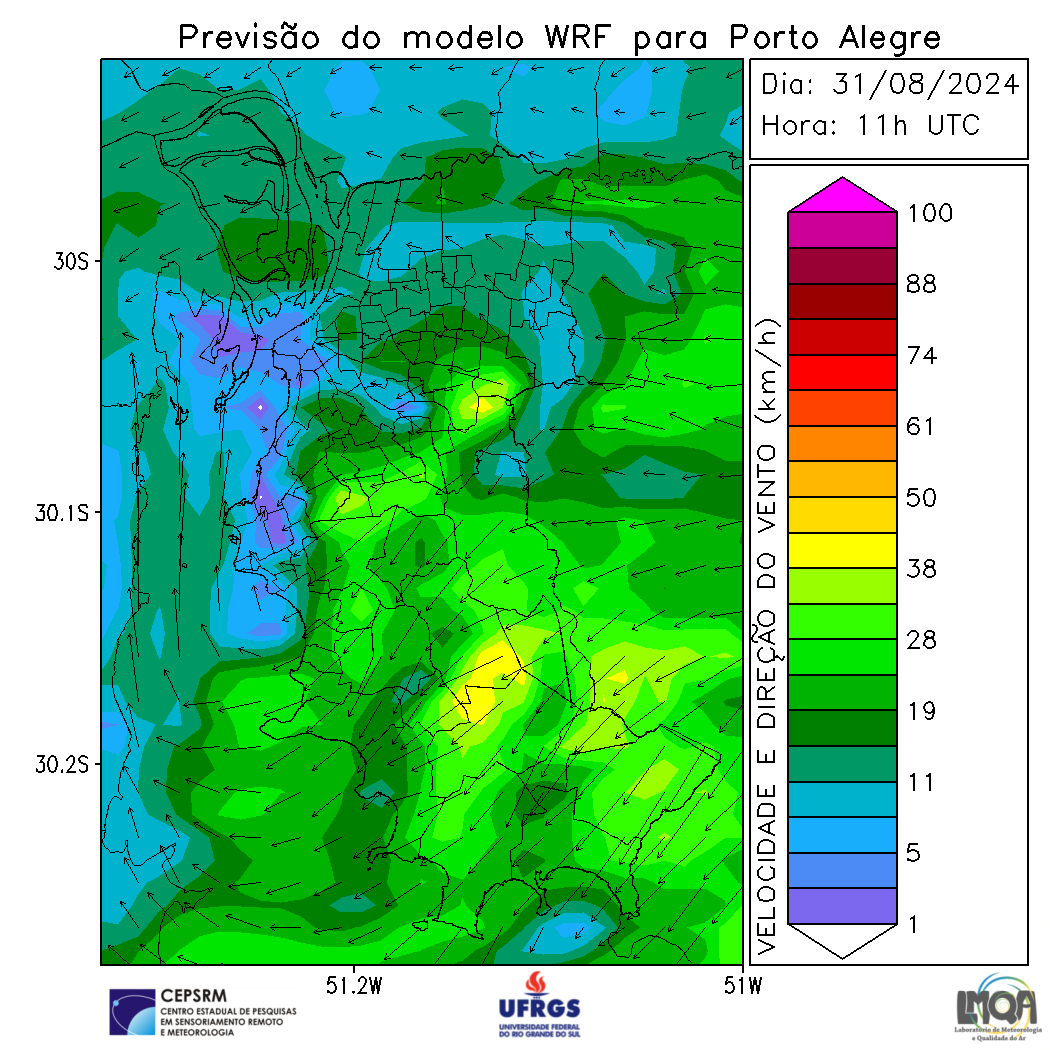 Previsão do modelo WRF para Porto Alegre
Dia: 31/08/2024
Hora: 11h UTC
100
88
74
61
50
38
28
19
11
5
1
VELOCIDADE E DIREÇÃO DO VENTO (km/h)
30S
30.1S
30.2S
51.2W
51W
CEPSRM
CENTRO ESTADUAL DE PESQUISAS
EM SENSORIAMENTO REMOTO
E METEOROLOGIA
UFRGS
UNIVERSIDADE FEDERAL
DO RIO GRANDE DO SUL
LMQA
Laboratório de Meteorologia
e Qualidade do Ar